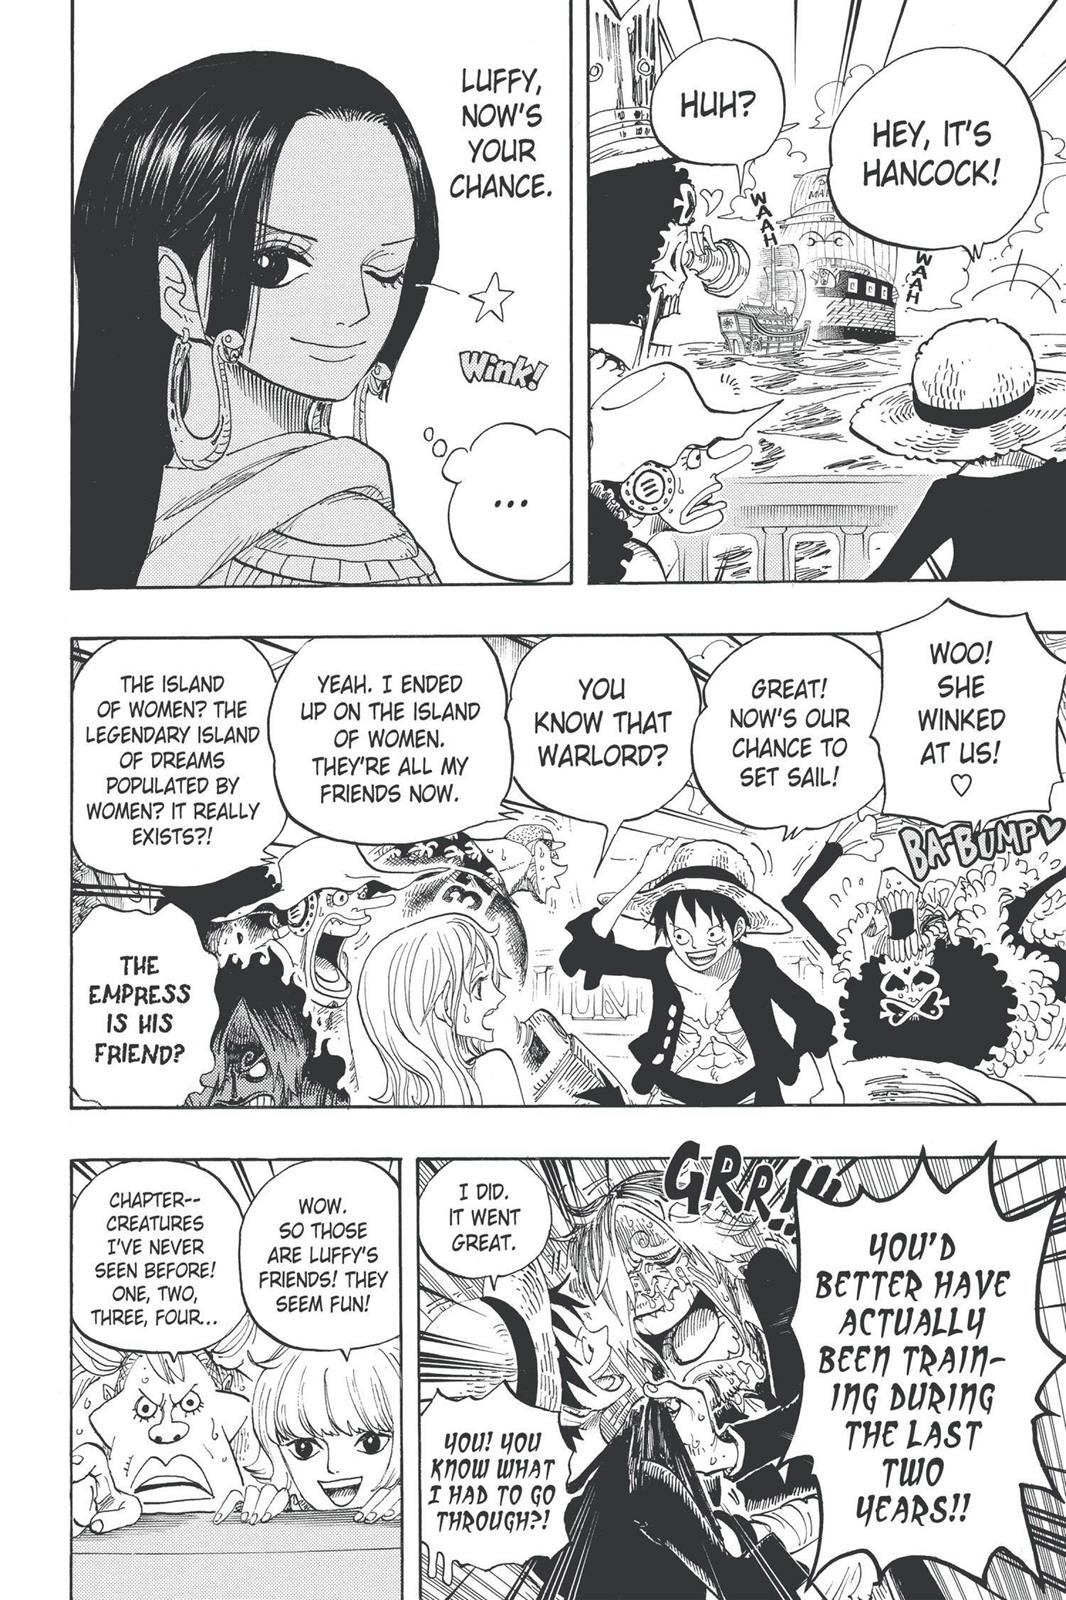 HEY, IT'S
HANCOCK!
HUH?
WAAH
WAAH
LUFFY,
NOW'S
YOUR
CHANCE.
Wink!
...
WOO!
SHE
WINKED
AT US!
♡
BA-BUMP♡
GREAT!
NOW'S OUR
CHANCE TO
SET SAIL!
YOU
KNOW THAT
WARLORD?
YEAH. I ENDED
UP ON THE ISLAND
OF WOMEN.
THEY'RE ALL MY
FRIENDS NOW.
THE ISLAND
OF WOMEN? THE
LEGENDARY ISLAND
OF DREAMS
POPULATED BY
WOMEN? IT REALLY
EXISTS?!
THE
EMPRESS
IS HIS
FRIEND?
YOU'D
BETTER HAVE
ACTUALLY
BEEN TRAIN-
ING DURING
THE LAST
TWO
YEARS!!
GRR!!!
I DID.
IT WENT
GREAT.
YOU! YOU
KNOW WHAT
I HAD TO GO
THROUGH?!
WOW.
SO THOSE
ARE LUFFY'S
FRIENDS! THEY
SEEM FUN!
CHAPTER--
CREATURES
I'VE NEVER
SEEN BEFORE!
ONE, TWO,
THREE, FOUR...